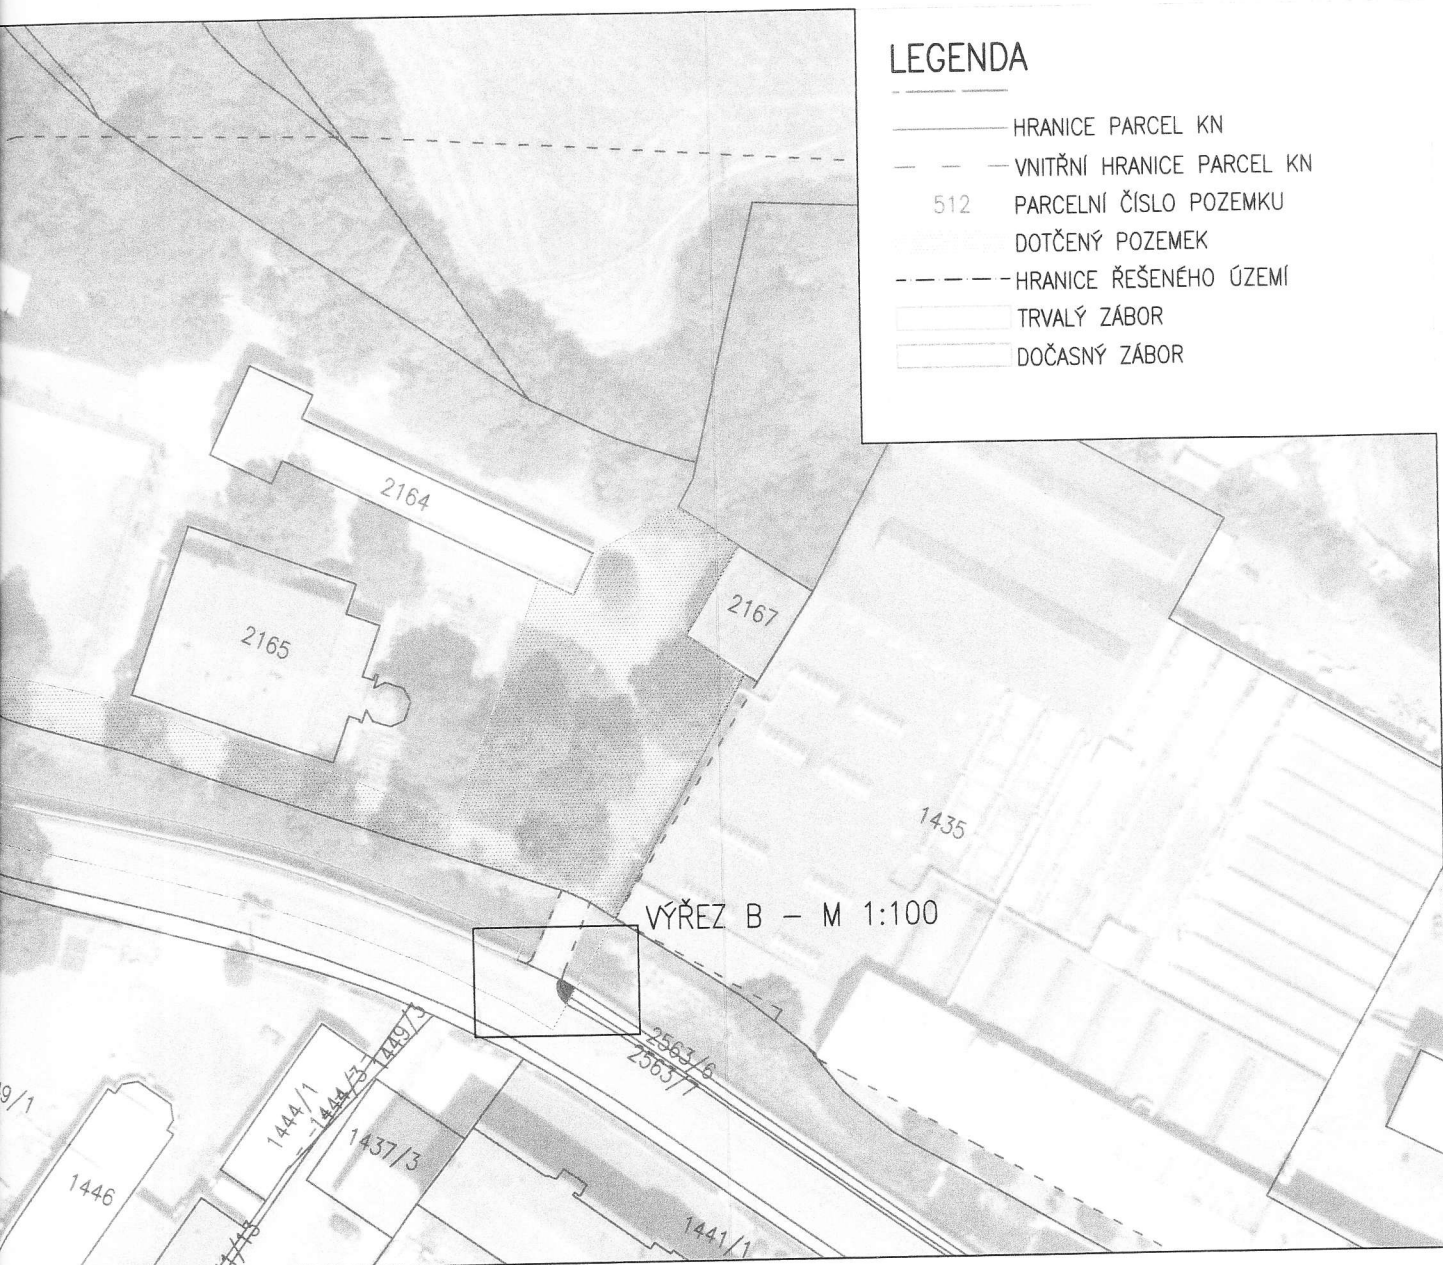 LEGENDA
HRANICE PARCEL KN
VNITŘNÍ HRANICE PARCEL KN
512 PARCELNÍ ČÍSLO POZEMKU
DOTČENÝ POZEMEK
HRANICE ŘEŠENÉHO ÚZEMÍ
TRVALÝ ZÁBOR
DOČASNÝ ZÁBOR
2164
2167
2165
1435
VÝŘEZ B – M 1:100
2563/6
2563/7
1449/3
1444/3
1444/1
1437/3
1446
1441/1